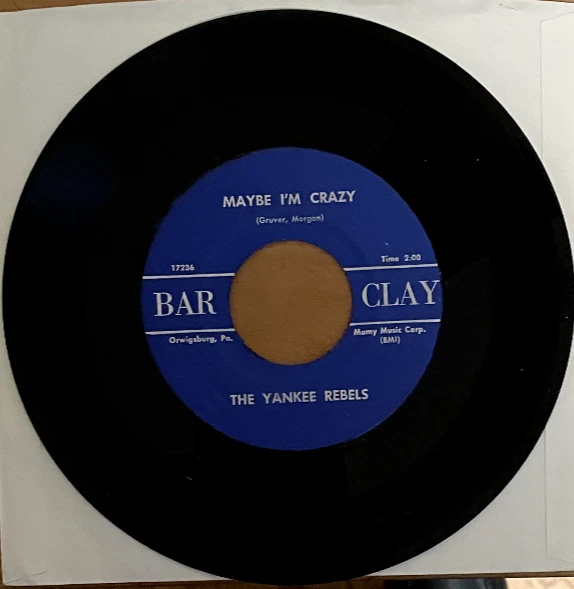 MAYBE I'M CRAZY
(Gruver, Morgan)
17236 Time 2:00
BAR CLAY
Orwigsburg, Pa. Mamy Music Corp.
(BMI)
THE YANKEE REBELS